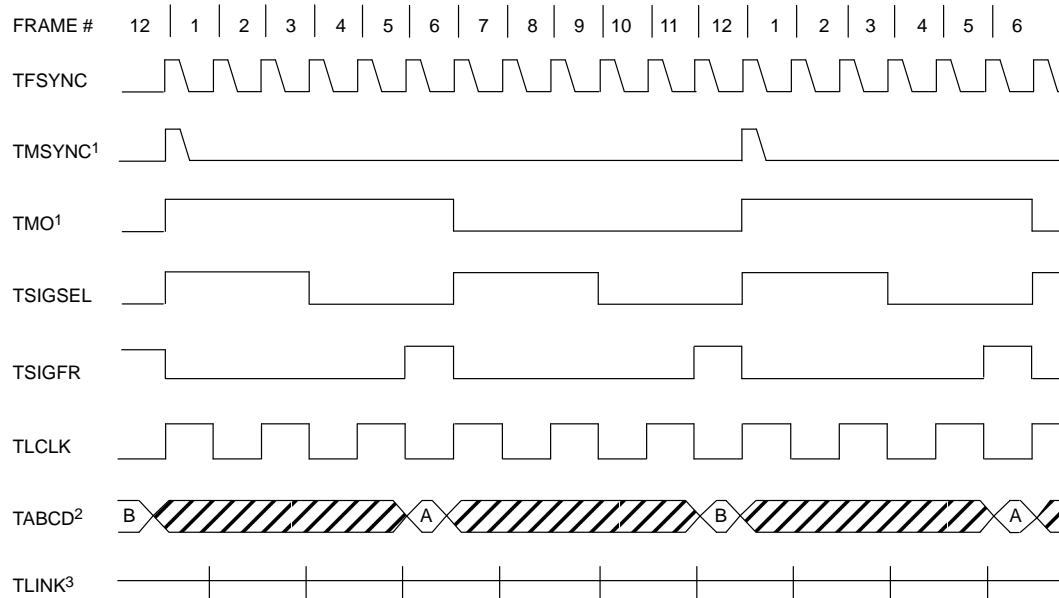 FRAME # 12 1 2 3 4 5 6 7 8 9 10 11 12 1 2 3 4 5 6
TFSYNC
TMSYNC1
TMO1
TSIGSEL
TSIGFR
TLCLK
TABCD2 B A B A
TLINK3